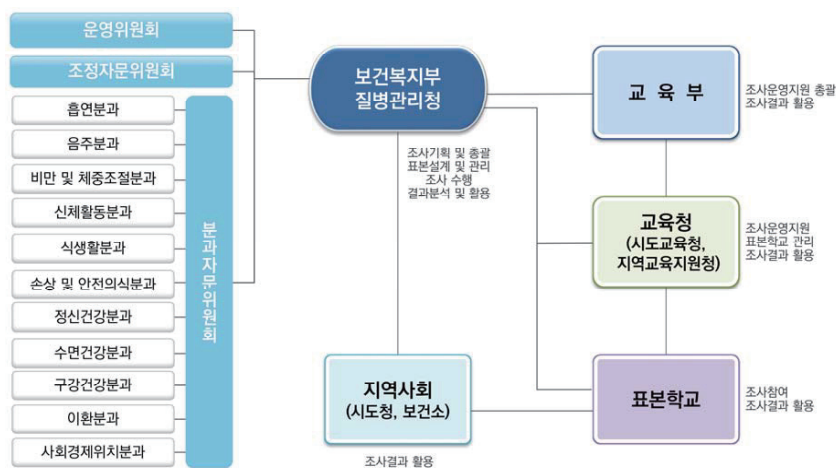 운영위원회
조정자문위원회
흡연분과
음주분과
비만 및 체중조절분과
신체활동분과
식생활분과
손상 및 안전의식분과
정신건강분과
수면건강분과
구강건강분과
이환분과
사회경제위치분과
분과자문위원회
보건복지부
질병관리청
조사기획 및 총괄
표본설계 및 관리
조사 수행
결과분석 및 활용
교 육 부
조사운영지원 총괄
조사결과 활용
교육청
(시도교육청,
지역교육지원청)
조사운영지원
표본학교 관리
조사결과 활용
지역사회
(시도청, 보건소)
조사결과 활용
표본학교
조사참여
조사결과 활용